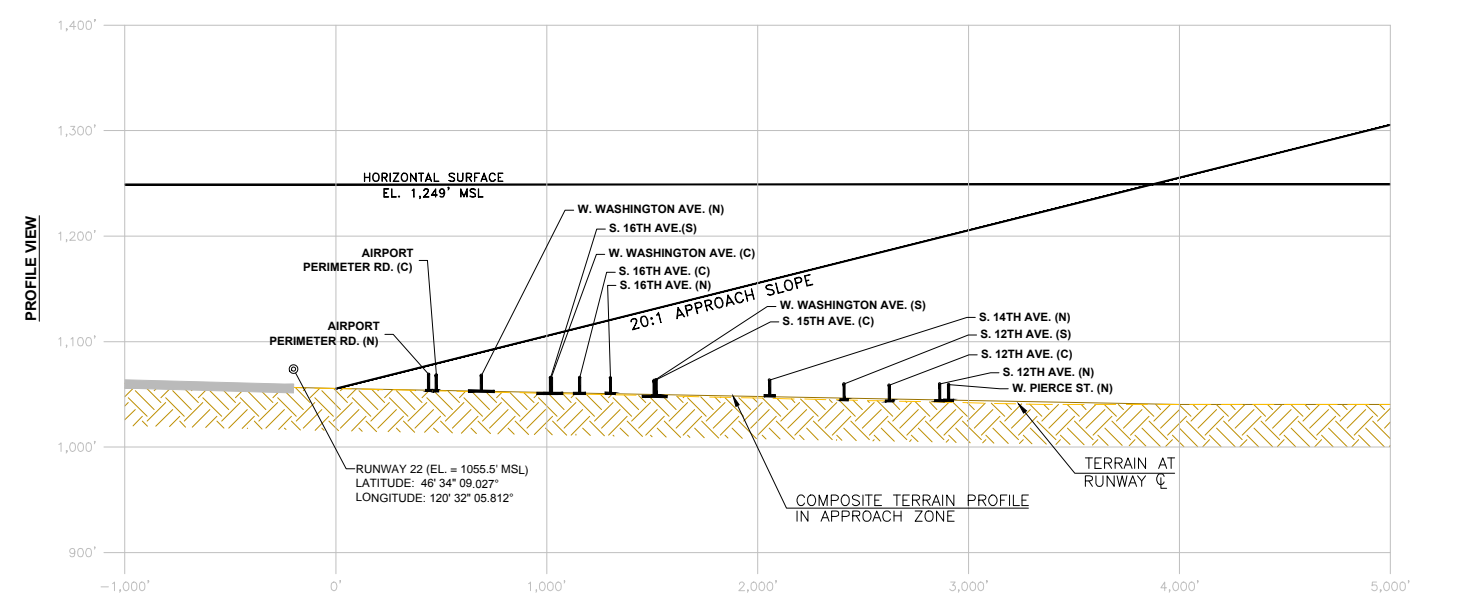 1,400'
1,300'
1,200'
1,100'
1,000'
900'
PROFILE VIEW
HORIZONTAL SURFACE
EL. 1,249' MSL
W. WASHINGTON AVE. (N)
S. 16TH AVE.(S)
W. WASHINGTON AVE. (C)
S. 16TH AVE. (C)
S. 16TH AVE. (N)
AIRPORT
PERIMETER RD. (C)
AIRPORT
PERIMETER RD. (N)
20:1 APPROACH SLOPE
W. WASHINGTON AVE. (S)
S. 15TH AVE. (C)
S. 14TH AVE. (N)
S. 12TH AVE. (S)
S. 12TH AVE. (C)
S. 12TH AVE. (N)
W. PIERCE ST. (N)
RUNWAY 22 (EL. = 1055.5' MSL)
LATITUDE: 46' 34" 09.027°
LONGITUDE: 120' 32" 05.812°
COMPOSITE TERRAIN PROFILE
IN APPROACH ZONE
TERRAIN AT
RUNWAY ℄
-1,000'
0'
1,000'
2,000'
3,000'
4,000'
5,000'